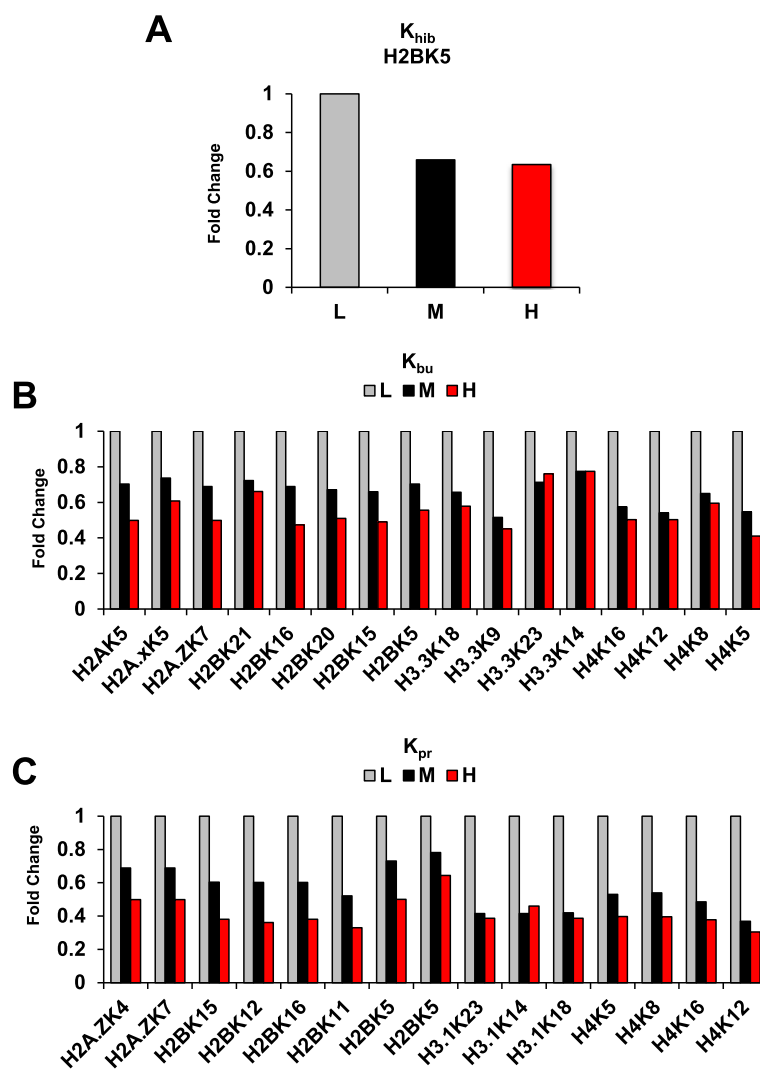 A
Khib
H2BK5
Fold Change
1
0.8
0.6
0.4
0.2
0
L M H
B
Kbu
L M H
Fold Change
1
0.8
0.6
0.4
0.2
0
H2AK5 H2A.xK5 H2A.ZK7 H2BK21 H2BK16 H2BK20 H2BK15 H2BK5 H3.3K18 H3.3K9 H3.3K23 H3.3K14 H4K16 H4K12 H4K8 H4K5
C
Kpr
L M H
Fold Change
1
0.8
0.6
0.4
0.2
0
H2A.ZK4 H2A.ZK7 H2BK15 H2BK12 H2BK16 H2BK11 H2BK5 H2BK5 H3.1K23 H3.1K14 H3.1K18 H4K5 H4K8 H4K16 H4K12